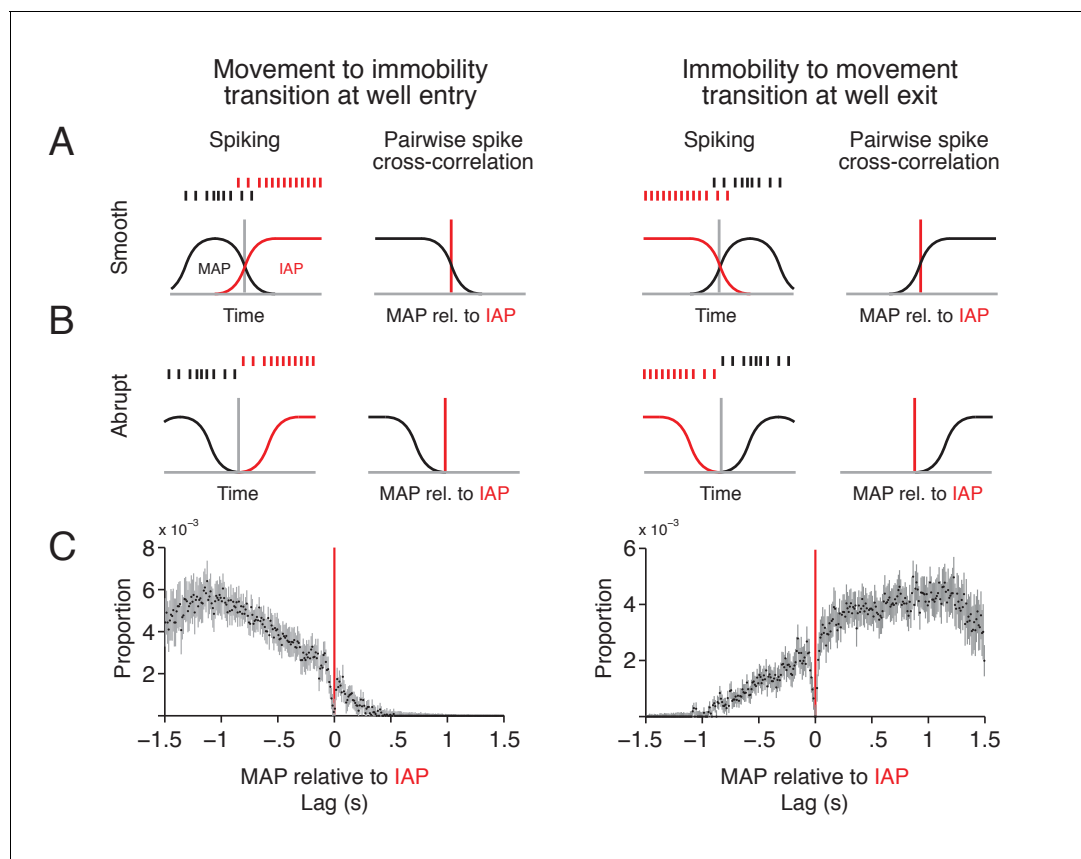 Movement to immobility
transition at well entry
Immobility to movement
transition at well exit
A
Spiking
Pairwise spike
cross-correlation
Spiking
Pairwise spike
cross-correlation
Smooth
MAP
IAP
Time
MAP rel. to IAP
Time
MAP rel. to IAP
B
Abrupt
Time
MAP rel. to IAP
Time
MAP rel. to IAP
C
x 10⁻³
8
6
4
2
Proportion
−1.5 −1 −.5 0 .5 1 1.5
MAP relative to IAP
Lag (s)
x 10⁻³
6
4
2
Proportion
−1.5 −1 −.5 0 .5 1 1.5
MAP relative to IAP
Lag (s)